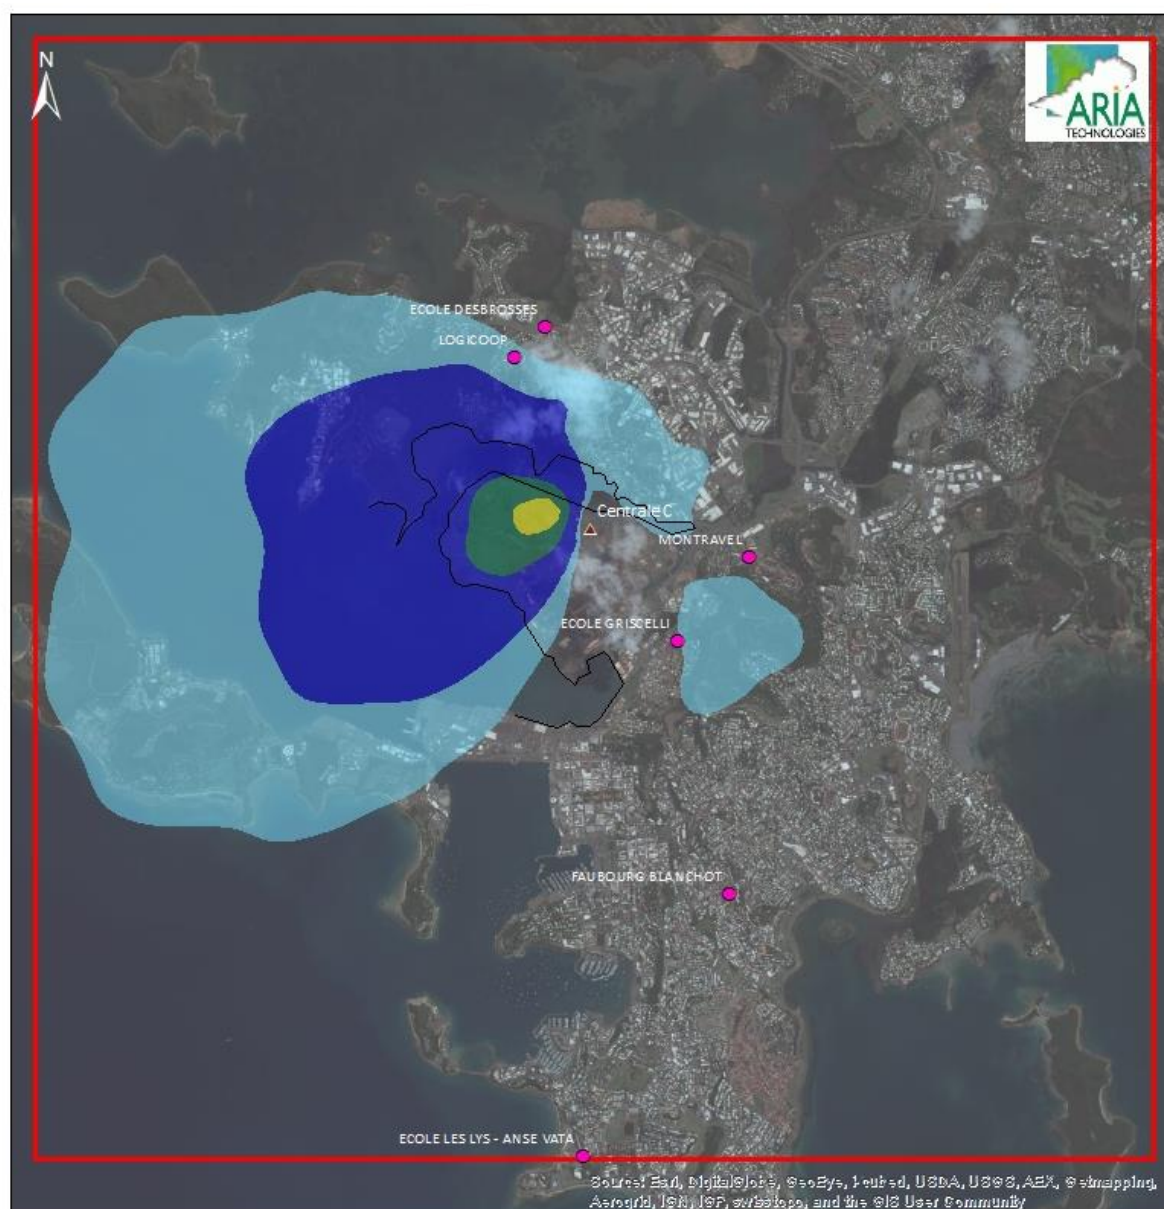 N
ARIA
TECHNOLOGIES
ECOLE DESBROSSES
LOGICOOP
Centrale C
MONTRAVEL
ECOLE GRISCELLI
FAUBOURG BLANCHOT
ECOLE LES LYS - ANSE VATA
Source: Esri, DigitalGlobe, GeoEye, i-cubed, USDA, USGS, AEX, Getmapping,
Aerogrid, IGN, IGP, swisstopo, and the GIS User Community